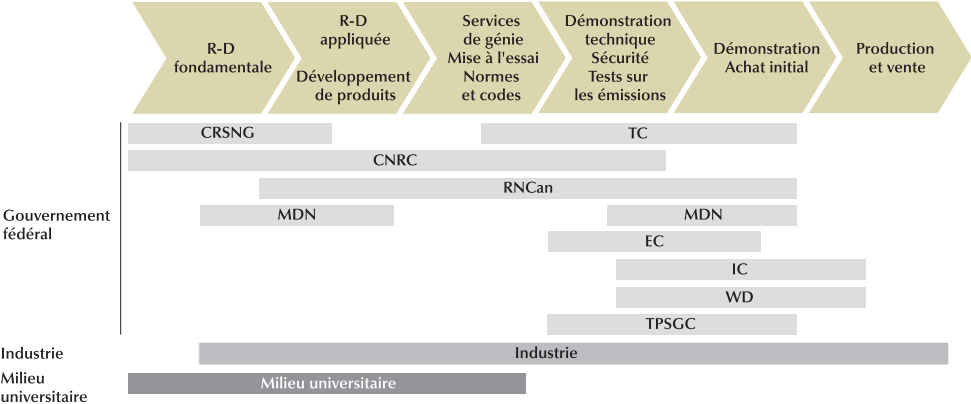 R-D
fondamentale
R-D
appliquée
Développement
de produits
Services
de génie
Mise à l'essai
Normes
et codes
Démonstration
technique
Sécurité
Tests sur
les émissions
Démonstration
Achat initial
Production
et vente
Gouvernement
fédéral
CRSNG
TC
CNRC
RNCan
MDN
MDN
EC
IC
WD
TPSGC
Industrie
Industrie
Milieu
universitaire
Milieu universitaire